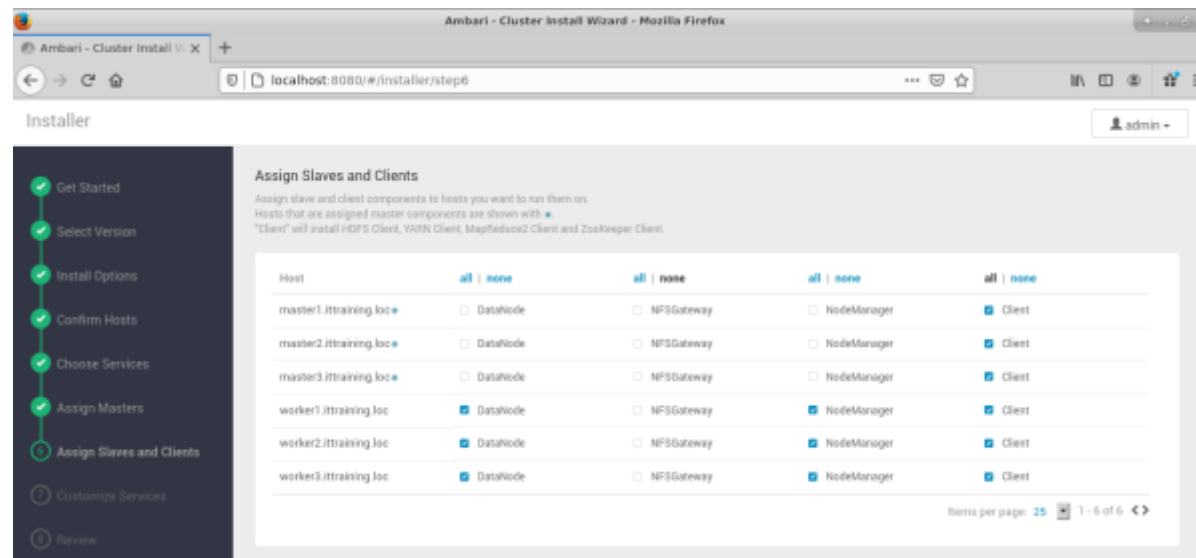 Ambari - Cluster Install Wizard - Mozilla Firefox
Ambari - Cluster Install
localhost:8080/#/installer/step6
Installer
admin
Get Started
Select Version
Install Options
Confirm Hosts
Choose Services
Assign Masters
6 Assign Slaves and Clients
7 Customize Services
8 Review
Assign Slaves and Clients
Assign slave and client components to hosts you want to run them on.
Hosts that are assigned master components are shown with
"Client" will install HDFS Client, YARN Client, MapReduce2 Client and ZooKeeper Client.
Host all | none all | none all | none all | none
master1.ittraining.loc DataNode NFSGateway NodeManager Client
master2.ittraining.loc DataNode NFSGateway NodeManager Client
master3.ittraining.loc DataNode NFSGateway NodeManager Client
worker1.ittraining.loc DataNode NFSGateway NodeManager Client
worker2.ittraining.loc DataNode NFSGateway NodeManager Client
worker3.ittraining.loc DataNode NFSGateway NodeManager Client
Items per page: 25 1 - 6 of 6